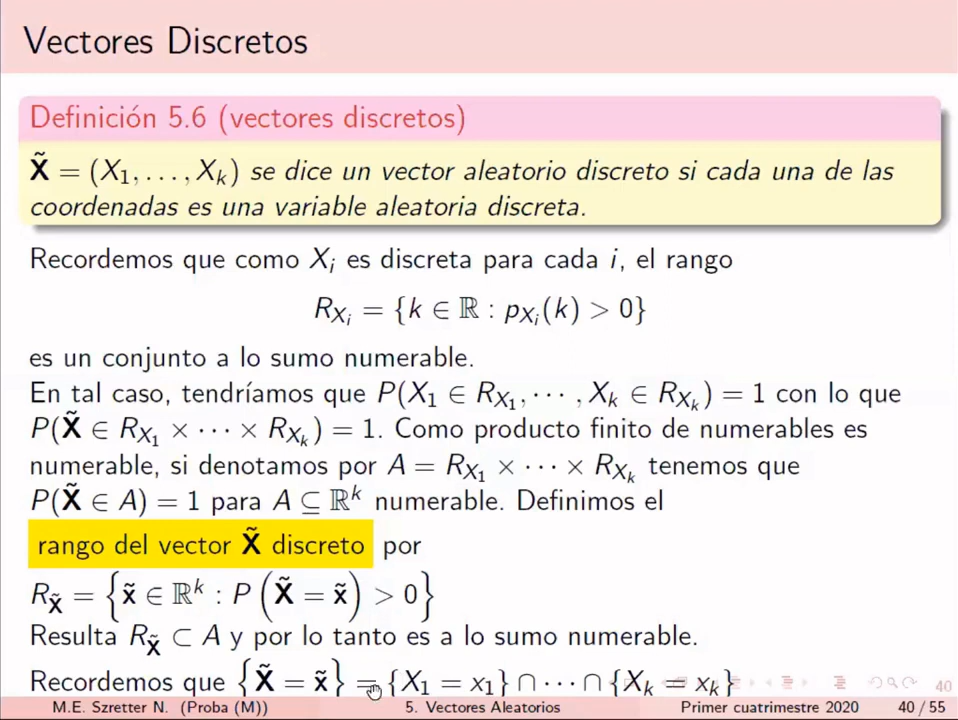 Vectores Discretos
Definición 5.6 (vectores discretos)
X̃ = (X₁, . . . , Xₖ) se dice un vector aleatorio discreto si cada una de las
coordenadas es una variable aleatoria discreta.
Recordemos que como Xᵢ es discreta para cada i, el rango
R_{Xᵢ} = {k ∈ ℝ : p_{Xᵢ}(k) > 0}
es un conjunto a lo sumo numerable.
En tal caso, tendríamos que P(X₁ ∈ R_{X₁}, · · · , Xₖ ∈ R_{Xₖ}) = 1 con lo que
P(X̃ ∈ R_{X₁} × · · · × R_{Xₖ}) = 1. Como producto finito de numerables es
numerable, si denotamos por A = R_{X₁} × · · · × R_{Xₖ} tenemos que
P(X̃ ∈ A) = 1 para A ⊆ ℝᵏ numerable. Definimos el
rango del vector X̃ discreto por
R_{X̃} = {x̃ ∈ ℝᵏ : P (X̃ = x̃) > 0}
Resulta R_{X̃} ⊂ A y por lo tanto es a lo sumo numerable.
Recordemos que {X̃ = x̃} = {X₁ = x₁} ∩ · · · ∩ {Xₖ = xₖ}
40
M.E. Szretter N. (Proba (M)) 5. Vectores Aleatorios Primer cuatrimestre 2020 40 / 55